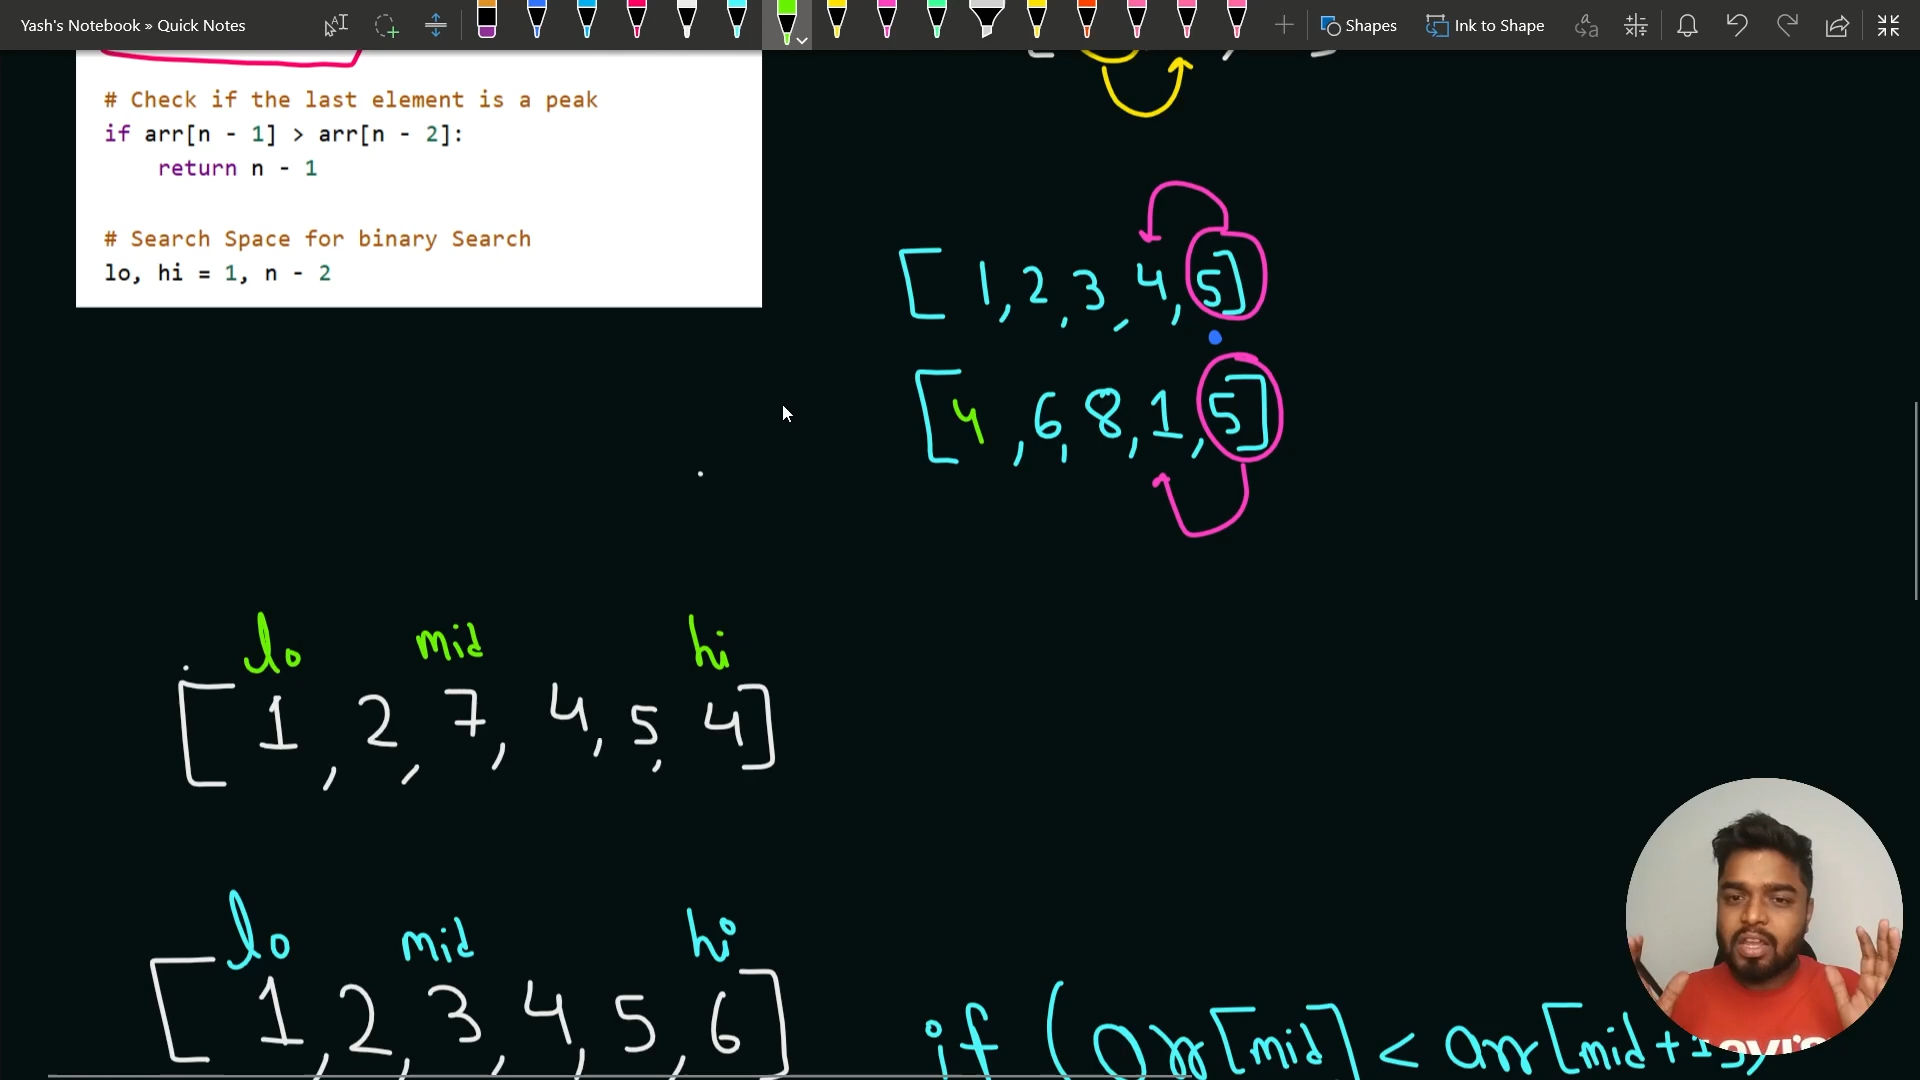 Yash's Notebook » Quick Notes
Shapes
Ink to Shape
# Check if the last element is a peak
if arr[n - 1] > arr[n - 2]:
return n - 1
# Search Space for binary Search
lo, hi = 1, n - 2
[ 1, 2, 3, 4, 5]
[4, 6, 8, 1, 5]
lo mid hi
[ 1, 2 7, 4, 5, 4]
lo mid hi
[ 1, 2, 3, 4, 5, 6]
if (arr[mid] < arr[mid+1]